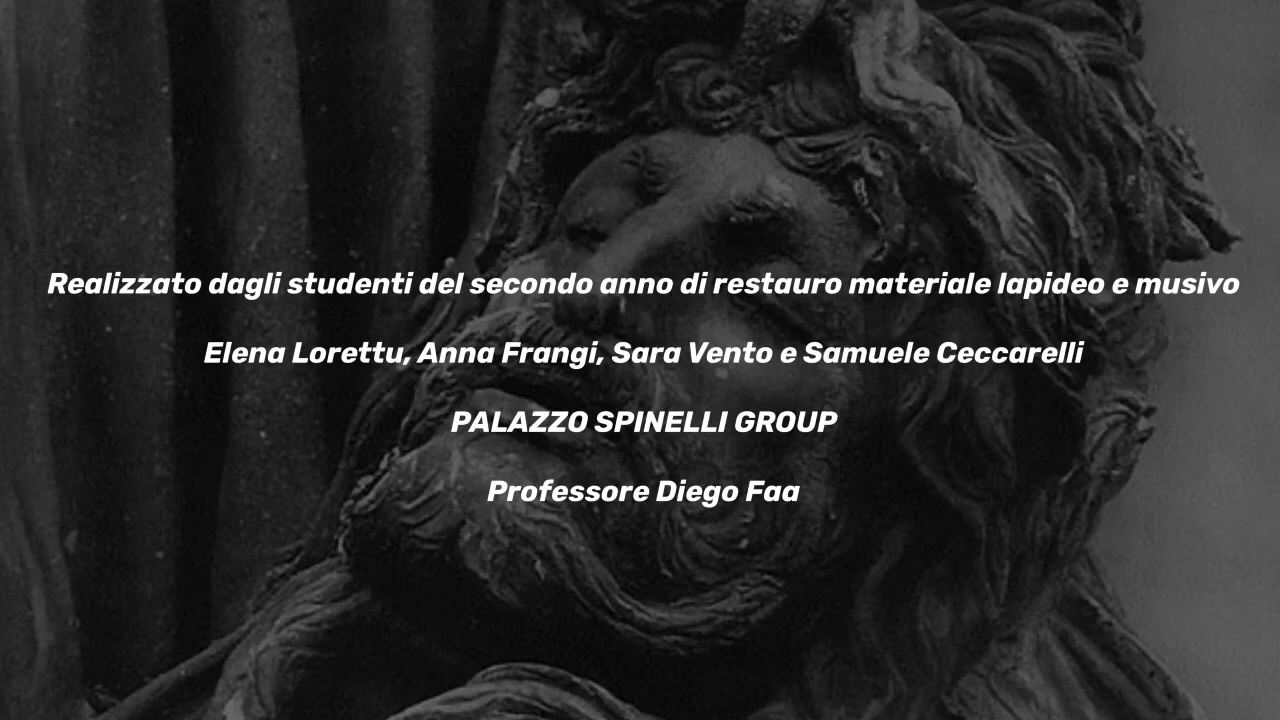 Realizzato dagli studenti del secondo anno di restauro materiale lapideo e musivo
Elena Lorettu, Anna Frangi, Sara Vento e Samuele Ceccarelli
PALAZZO SPINELLI GROUP
Professore Diego Faa